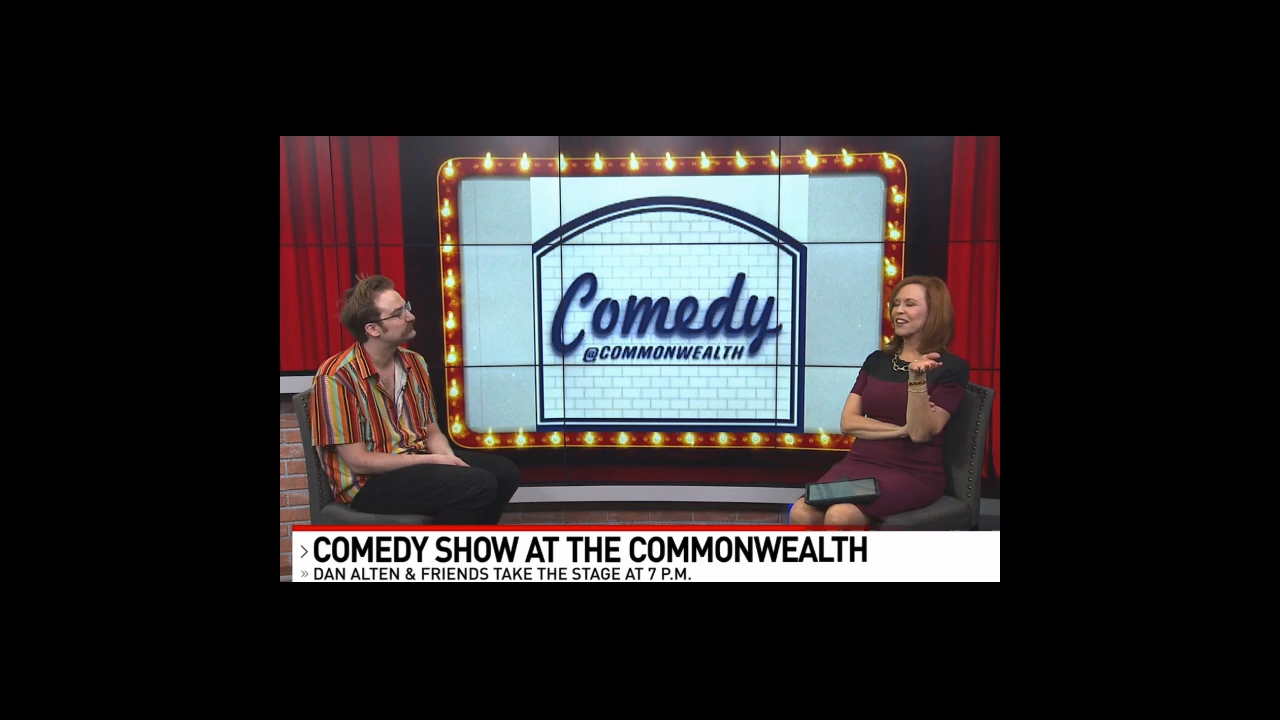 Comedy
@COMMONWEALTH
COMEDY SHOW AT THE COMMONWEALTH
DAN ALTEN & FRIENDS TAKE THE STAGE AT 7 P.M.